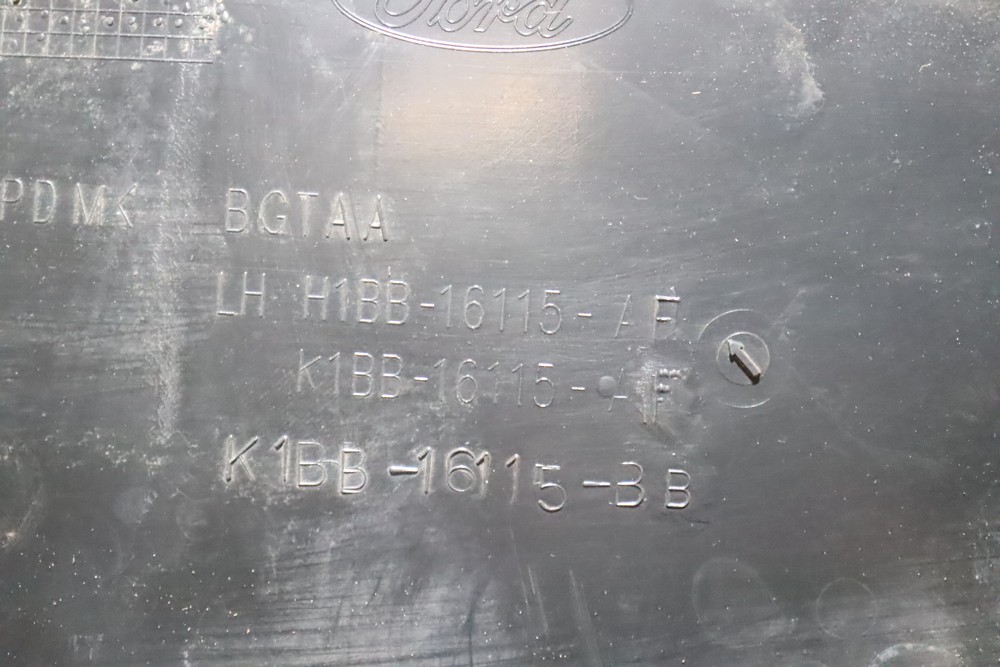 Ford
PDMK BGTAA
LH H1BB-16115-AF
K1BB-16115-AF
K1BB-16115-BB